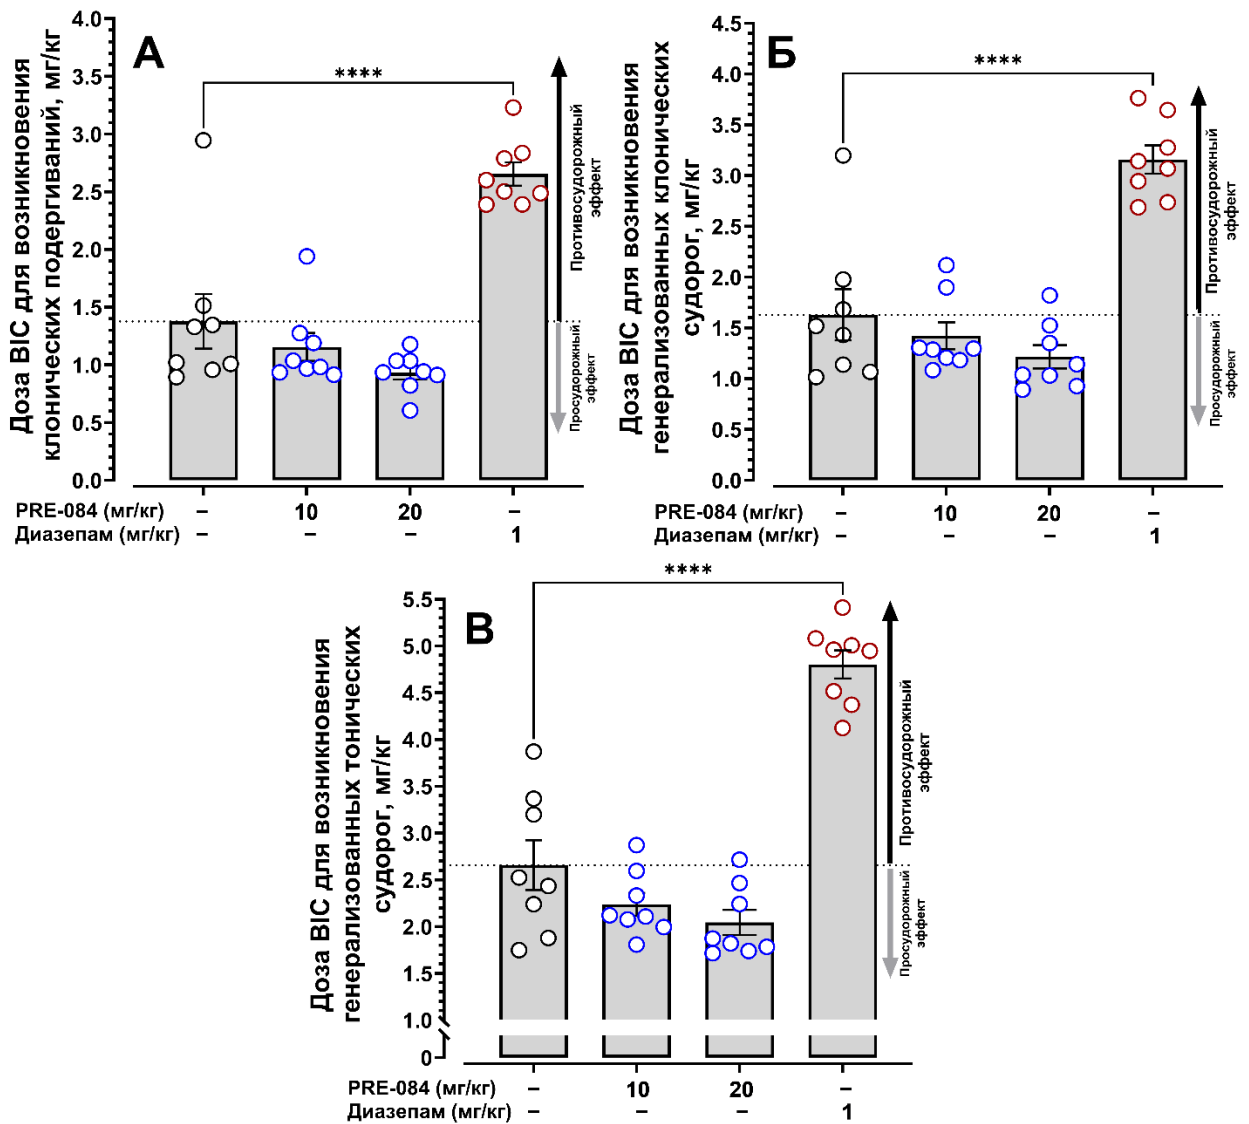 А
Доза BIC для возникновения
клонических подергиваний, мг/кг
4.0
3.5
3.0
2.5
2.0
1.5
1.0
0.5
0.0
****
Противосудорожный
эффект
Просудорожный
эффект
PRE-084 (мг/кг) – 10 20 –
Диазепам (мг/кг) – – – 1
Б
Доза BIC для возникновения
генерализованных клонических
судорог, мг/кг
4.5
4.0
3.5
3.0
2.5
2.0
1.5
1.0
0.5
0.0
****
Противосудорожный
эффект
Просудорожный
эффект
PRE-084 (мг/кг) – 10 20 –
Диазепам (мг/кг) – – – 1
В
Доза BIC для возникновени
генерализованных тонических
судорог, мг/кг
5.5
5.0
4.5
4.0
3.5
3.0
2.5
2.0
1.5
1.0
0
****
Противосудорожный
эффект
Просудорожный
эффект
PRE-084 (мг/кг) – 10 20 –
Диазепам (мг/кг) – – – 1